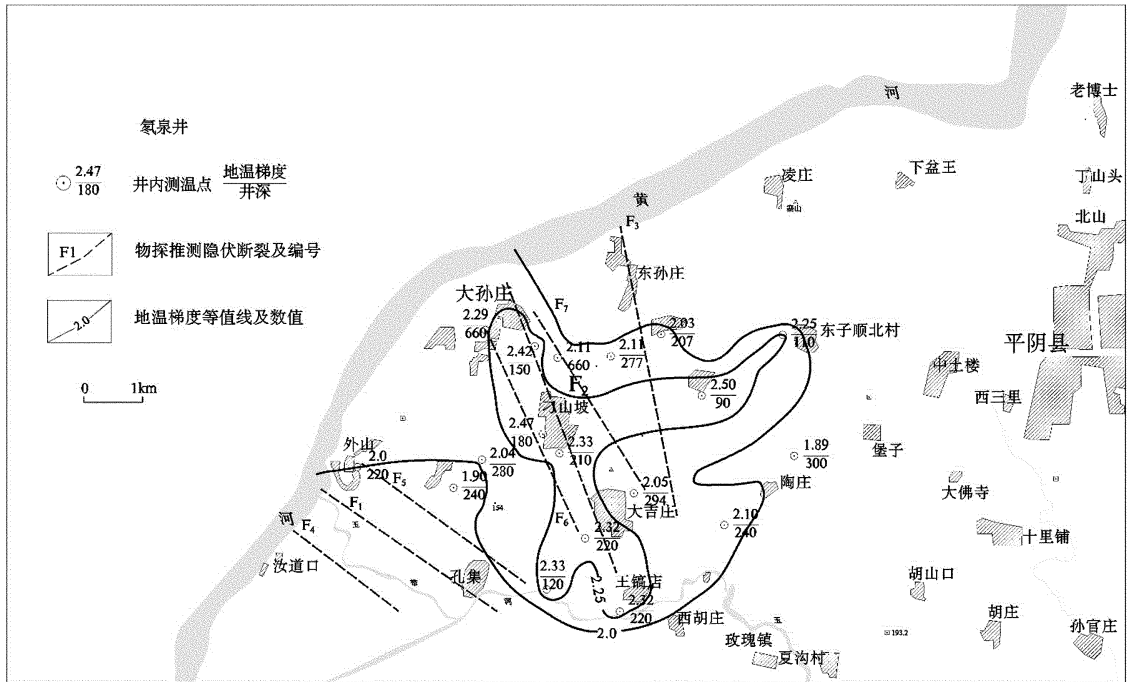 氡泉井
2.47
180
井内测温点
地温梯度
井深
F1
物探推测隐伏断裂及编号
2.0
地温梯度等值线及数值
0 1km
河
老博士
凌庄
下盆王
丁山头
北山
黄
F3
东孙庄
大孙庄
F7
2.29
660
2.42
150
2.11
660
2.11
277
2.03
207
2.25
110
东子顺北村
平阴县
F2
2.50
90
中土楼
西三里
山坡
2.47
180
2.33
210
外山
2.0
220
F5
2.04
280
1.90
240
1.89
300
堡子
陶庄
大佛寺
2.05
294
大吉庄
154
F1
F6
河
F4
玉
2.32
220
2.10
240
十里铺
汝道口
孔集
2.33
120
2.25
王镐店
2.32
220
胡山口
河
2.0
西胡庄
玉
193.2
胡庄
孙官庄
玫瑰镇
夏沟村